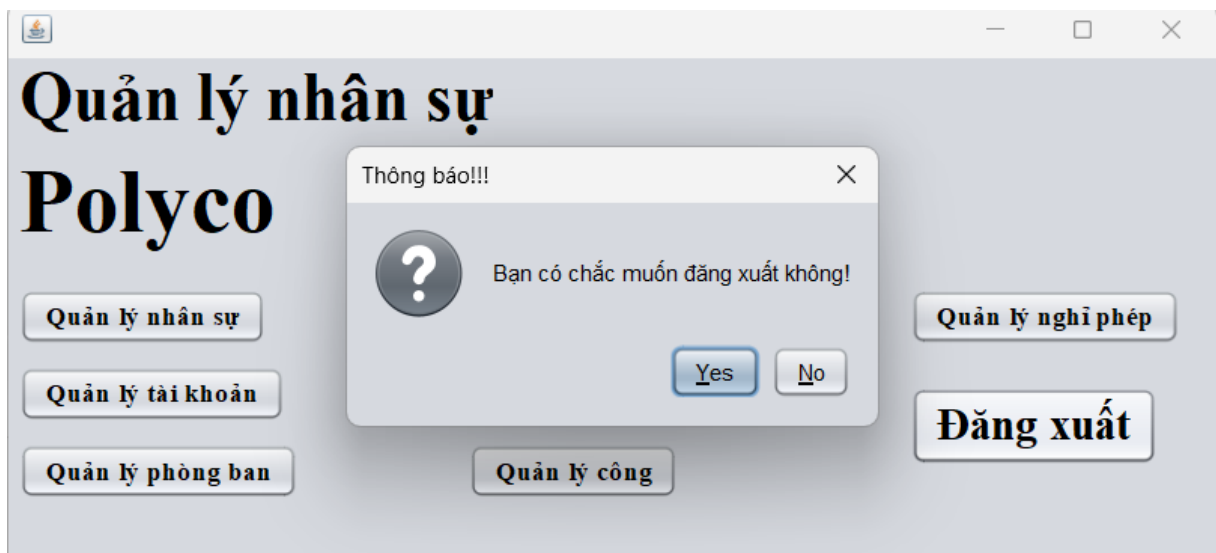 Quản lý nhân sự
Polyco
Thông báo!!!
Bạn có chắc muốn đăng xuất không!
Yes
No
Quản lý nhân sự
Quản lý nghỉ phép
Quản lý tài khoản
Đăng xuất
Quản lý phòng ban
Quản lý công